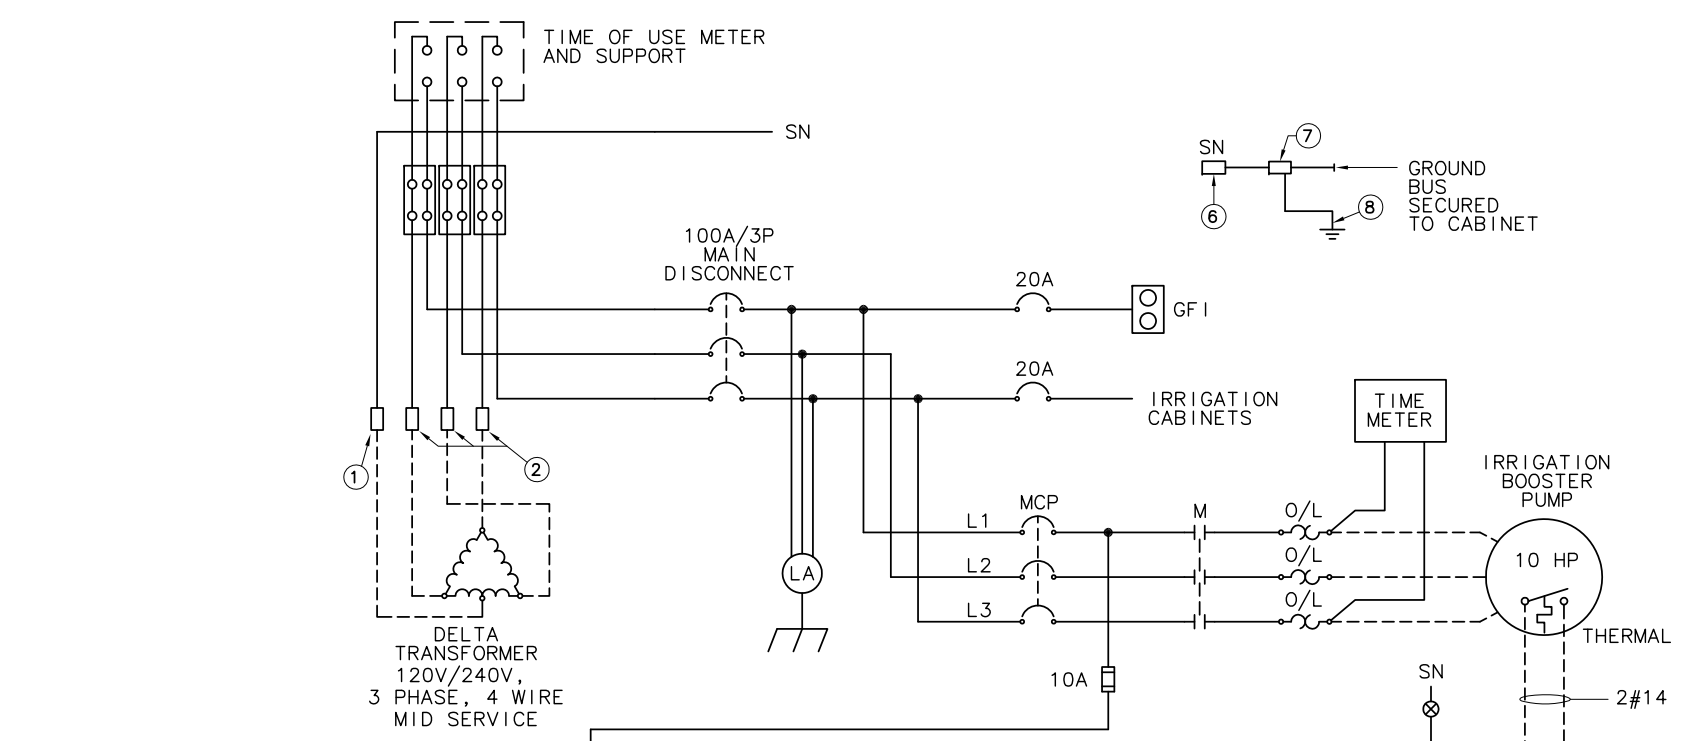 TIME OF USE METER
AND SUPPORT
SN
7
SN
GROUND
BUS
SECURED
TO CABINET
6
8
100A/3P
MAIN
DISCONNECT
20A
GFI
20A
IRRIGATION
CABINETS
TIME
METER
1
2
IRRIGATION
BOOSTER
PUMP
MCP
L1
M
O/L
L2
O/L
10 HP
LA
L3
O/L
THERMAL
DELTA
TRANSFORMER
120V/240V,
3 PHASE, 4 WIRE
MID SERVICE
10A
SN
2#14